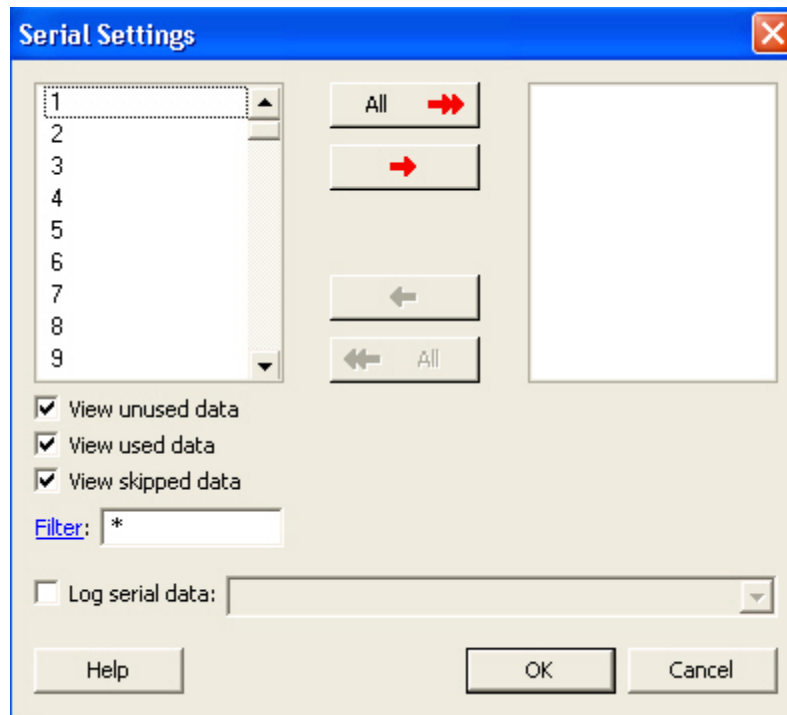 Serial Settings
1
2
3
4
5
6
7
8
9
All
All
View unused data
View used data
View skipped data
Filter: *
Log serial data:
Help
OK
Cancel